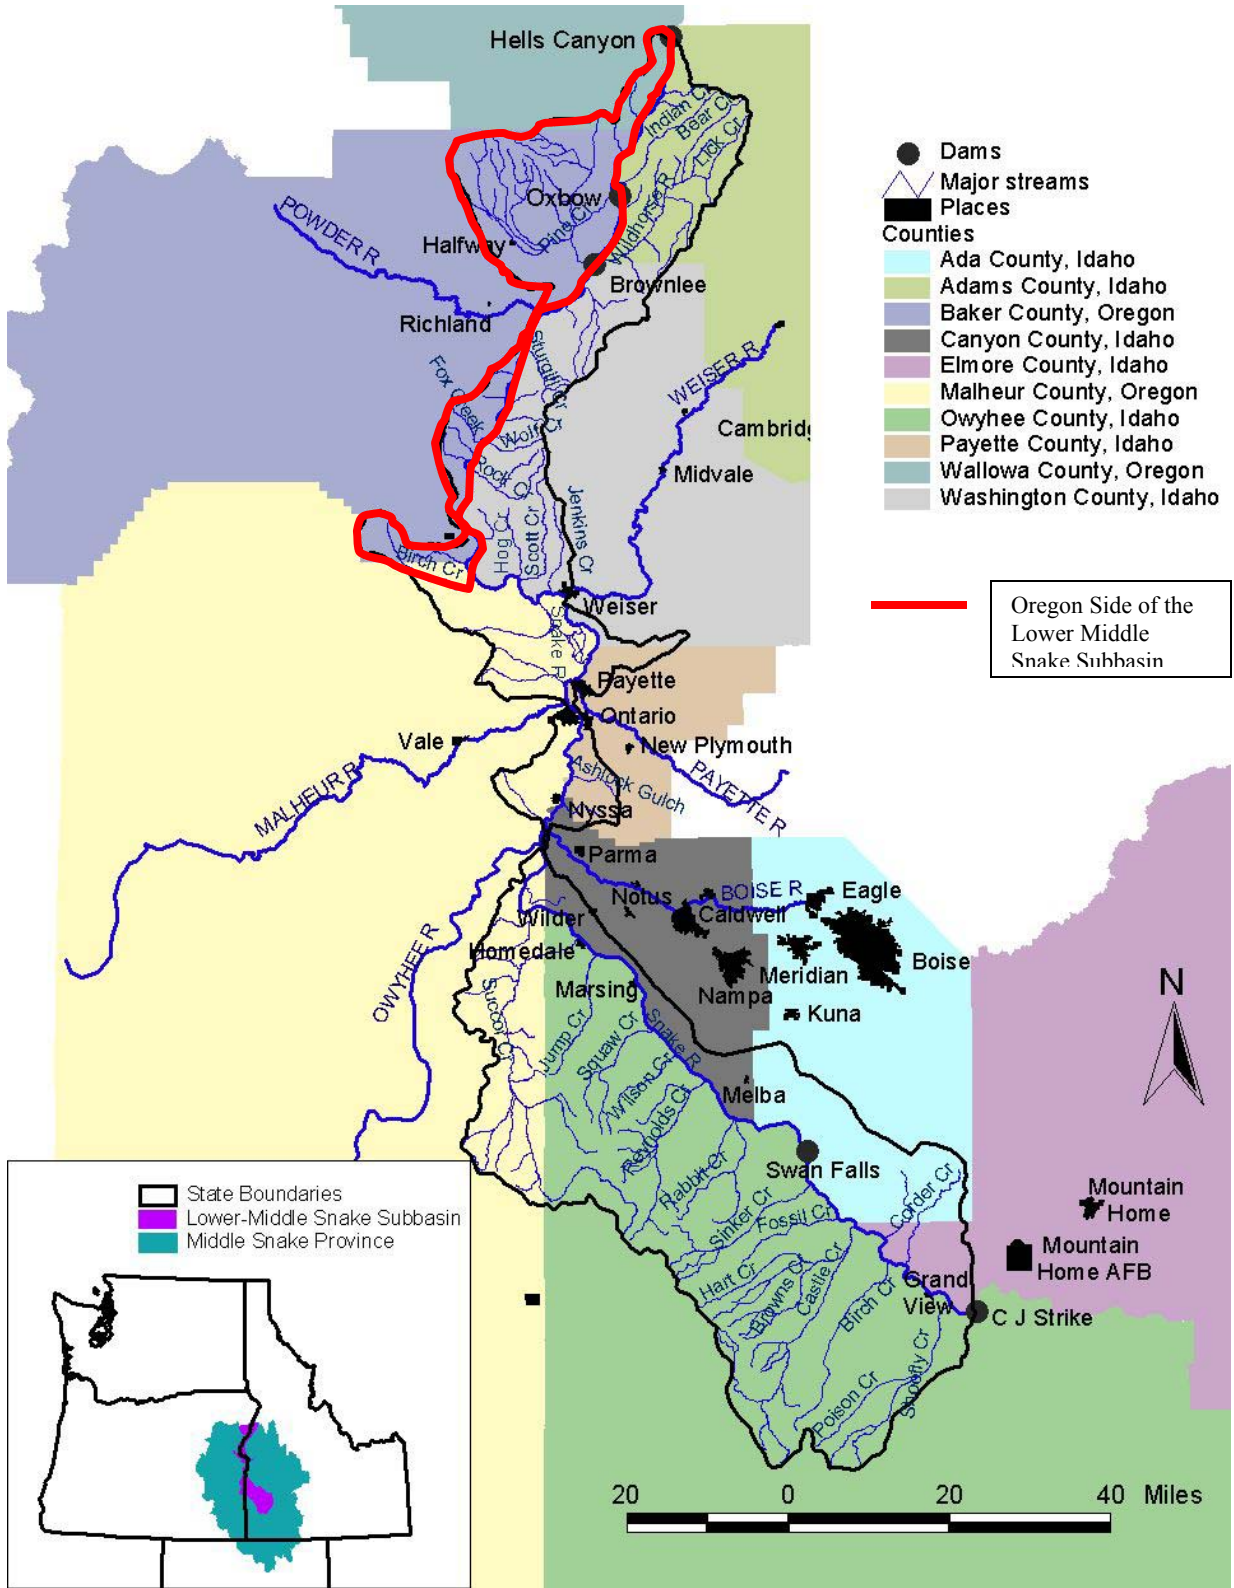 Hells Canyon
Indian Cr
Bear Cr
Lick Cr
Oxbow
Pine Cr
Wildhorse R
Halfway
POWDER R
Brownlee
Richland
Sturgill Cr
Fox Creek
WEISER R
Wolf Cr
Cambridg
Rock Cr
Midvale
Jenkins Cr
Hog Cr
Scott Cr
Birch Cr
Weiser
Snake R
Payette
Ontario
Vale
New Plymouth
Ashlock Gulch
PAYETTE R
MALHEUR R
Nyssa
Parma
Notus
BOISE R
Eagle
Wilder
Caldwell
Homedale
OWYHEE R
Boise
Meridian
Nampa
Marsing
Kuna
Succor Cr
Jump Cr
Squaw Cr
Snake R
Wilson Cr
Melba
Reynolds Cr
Swan Falls
Rabbit Cr
Corder Cr
Sinker Cr
Fossil Cr
Mountain
Home
Mountain
Home AFB
Hart Cr
Browns Cr
Castle Cr
Birch Cr
Grand
View
C J Strike
Poison Cr
Shoofly Cr
Dams
Major streams
Places
Counties
Ada County, Idaho
Adams County, Idaho
Baker County, Oregon
Canyon County, Idaho
Elmore County, Idaho
Malheur County, Oregon
Owyhee County, Idaho
Payette County, Idaho
Wallowa County, Oregon
Washington County, Idaho
Oregon Side of the
Lower Middle
Snake Subbasin
N
State Boundaries
Lower-Middle Snake Subbasin
Middle Snake Province
20 0 20 40 Miles